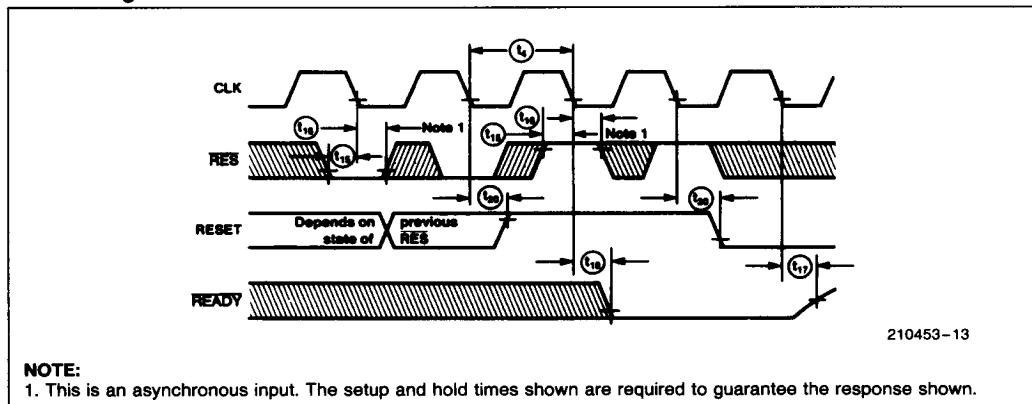 t4
CLK
t16
t16 Note 1
t15 Note 1
RES
t15
t20
t20
RESET
Depends on previous
state of RES
t18
t17
READY
210453-13
NOTE:
1. This is an asynchronous input. The setup and hold times shown are required to guarantee the response shown.